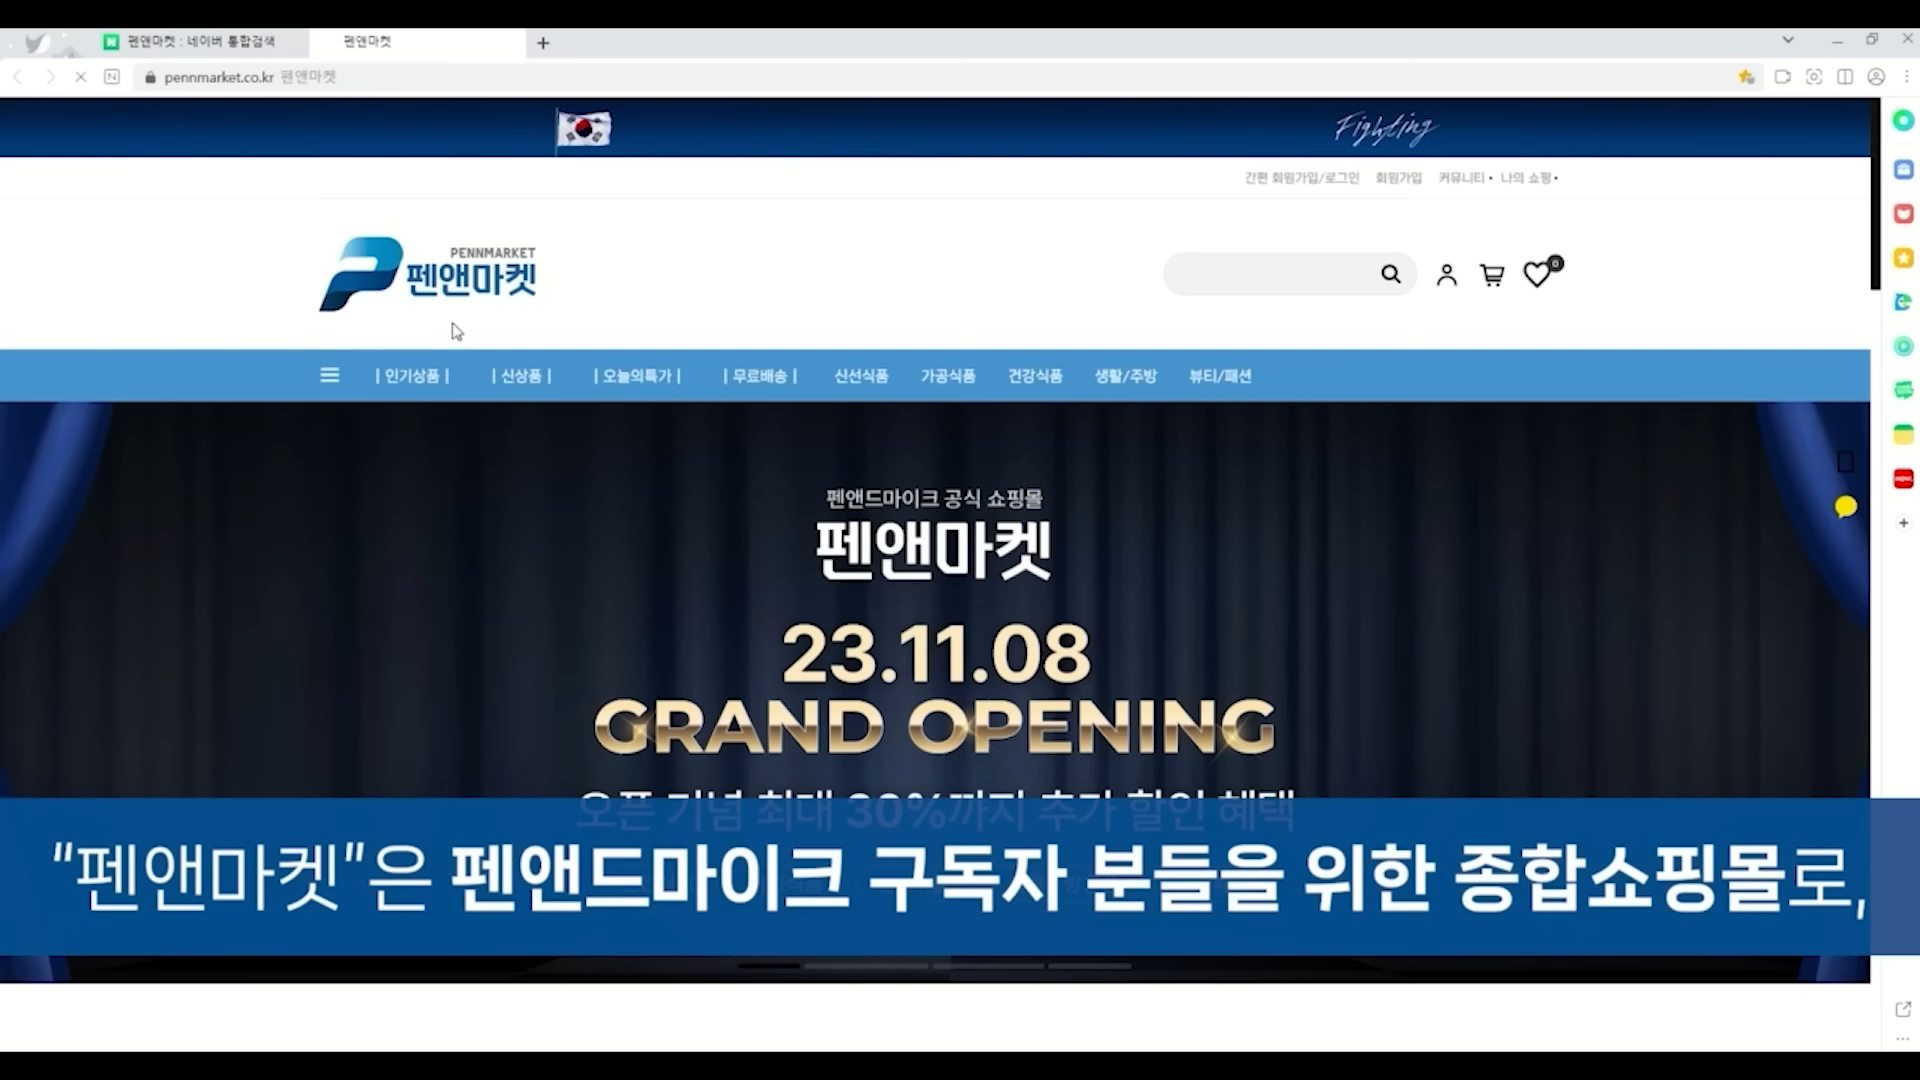 펜앤마켓 : 네이버 통합검색
펜앤마켓
pennmarket.co.kr 펜앤마켓
Fighting
간편 회원가입/로그인 회원가입 커뮤니티 · 나의 쇼핑 ·
PENNMARKET
펜앤마켓
0
| 인기상품 | | 신상품 | | 오늘의특가 | | 무료배송 | 신선식품 가공식품 건강식품 생활/주방 뷰티/패션
펜앤드마이크 공식 쇼핑몰
펜앤마켓
23.11.08
GRAND OPENING
오픈 기념 최대 30%까지 추가 할인 혜택
"펜앤마켓"은 펜앤드마이크 구독자 분들을 위한 종합쇼핑몰로,